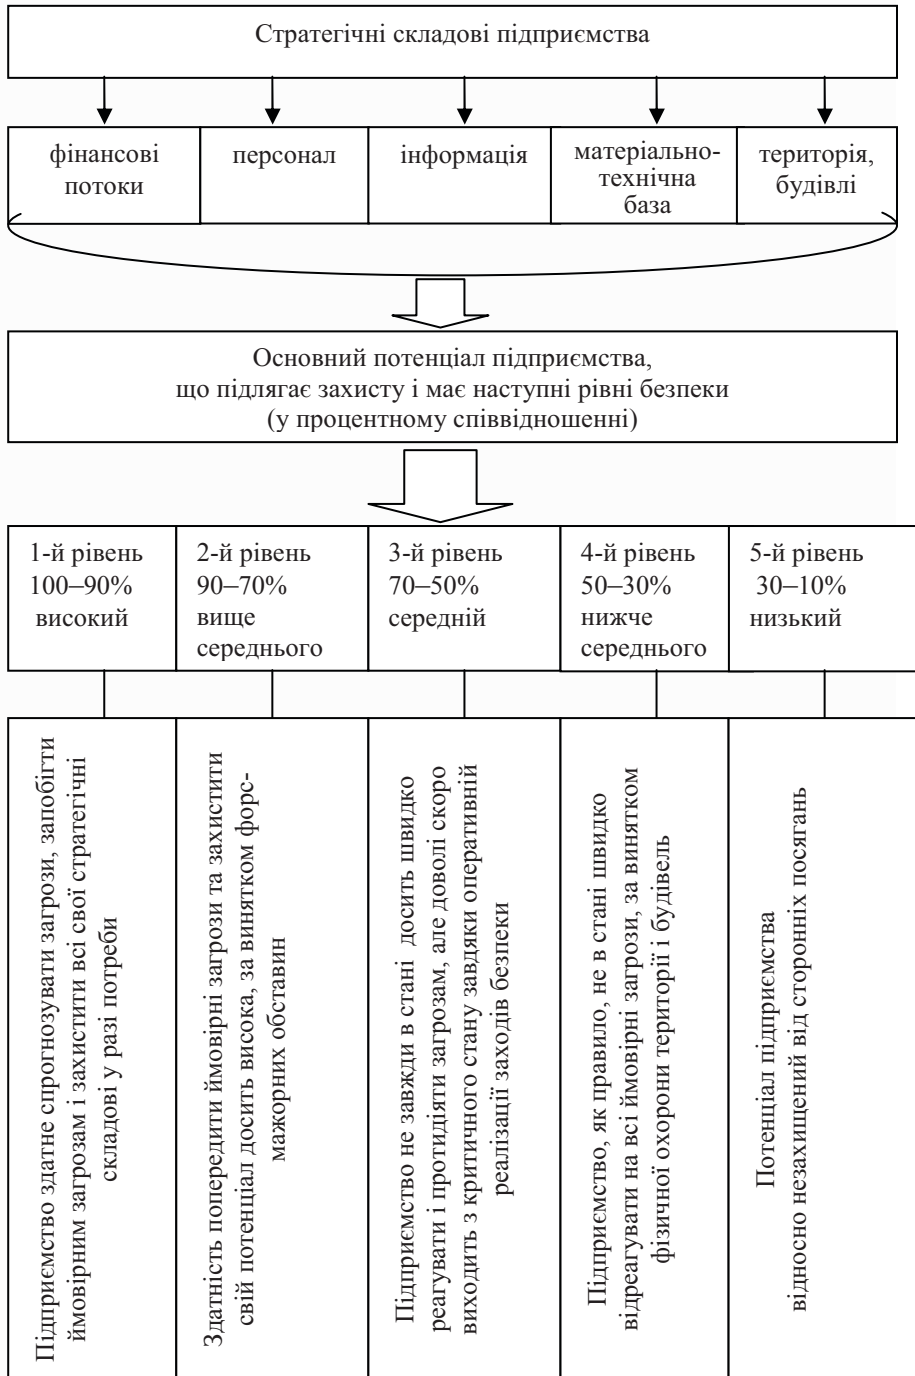 Стратегічні складові підприємства
фінансові
потоки
персонал
інформація
матеріально-
технічна
база
територія,
будівлі
Основний потенціал підприємства,
що підлягає захисту і має наступні рівні безпеки
(у процентному співвідношенні)
1-й рівень
100–90%
високий
2-й рівень
90–70%
вище
середнього
3-й рівень
70–50%
середній
4-й рівень
50–30%
нижче
середнього
5-й рівень
30–10%
низький
Підприємство здатне спрогнозувати загрози, запобігти
ймовірним загрозам і захистити всі свої стратегічні
складові у разі потреби
Здатність попередити ймовірні загрози та захистити
свій потенціал досить висока, за винятком форс-
мажорних обставин
Підприємство не завжди в стані досить швидко
реагувати і протидіяти загрозам, але доволі скоро
виходить з критичного стану завдяки оперативній
реалізації заходів безпеки
Підприємство, як правило, не в стані швидко
відреагувати на всі ймовірні загрози, за винятком
фізичної охорони території і будівель
Потенціал підприємства
відносно незахищений від сторонніх посягань